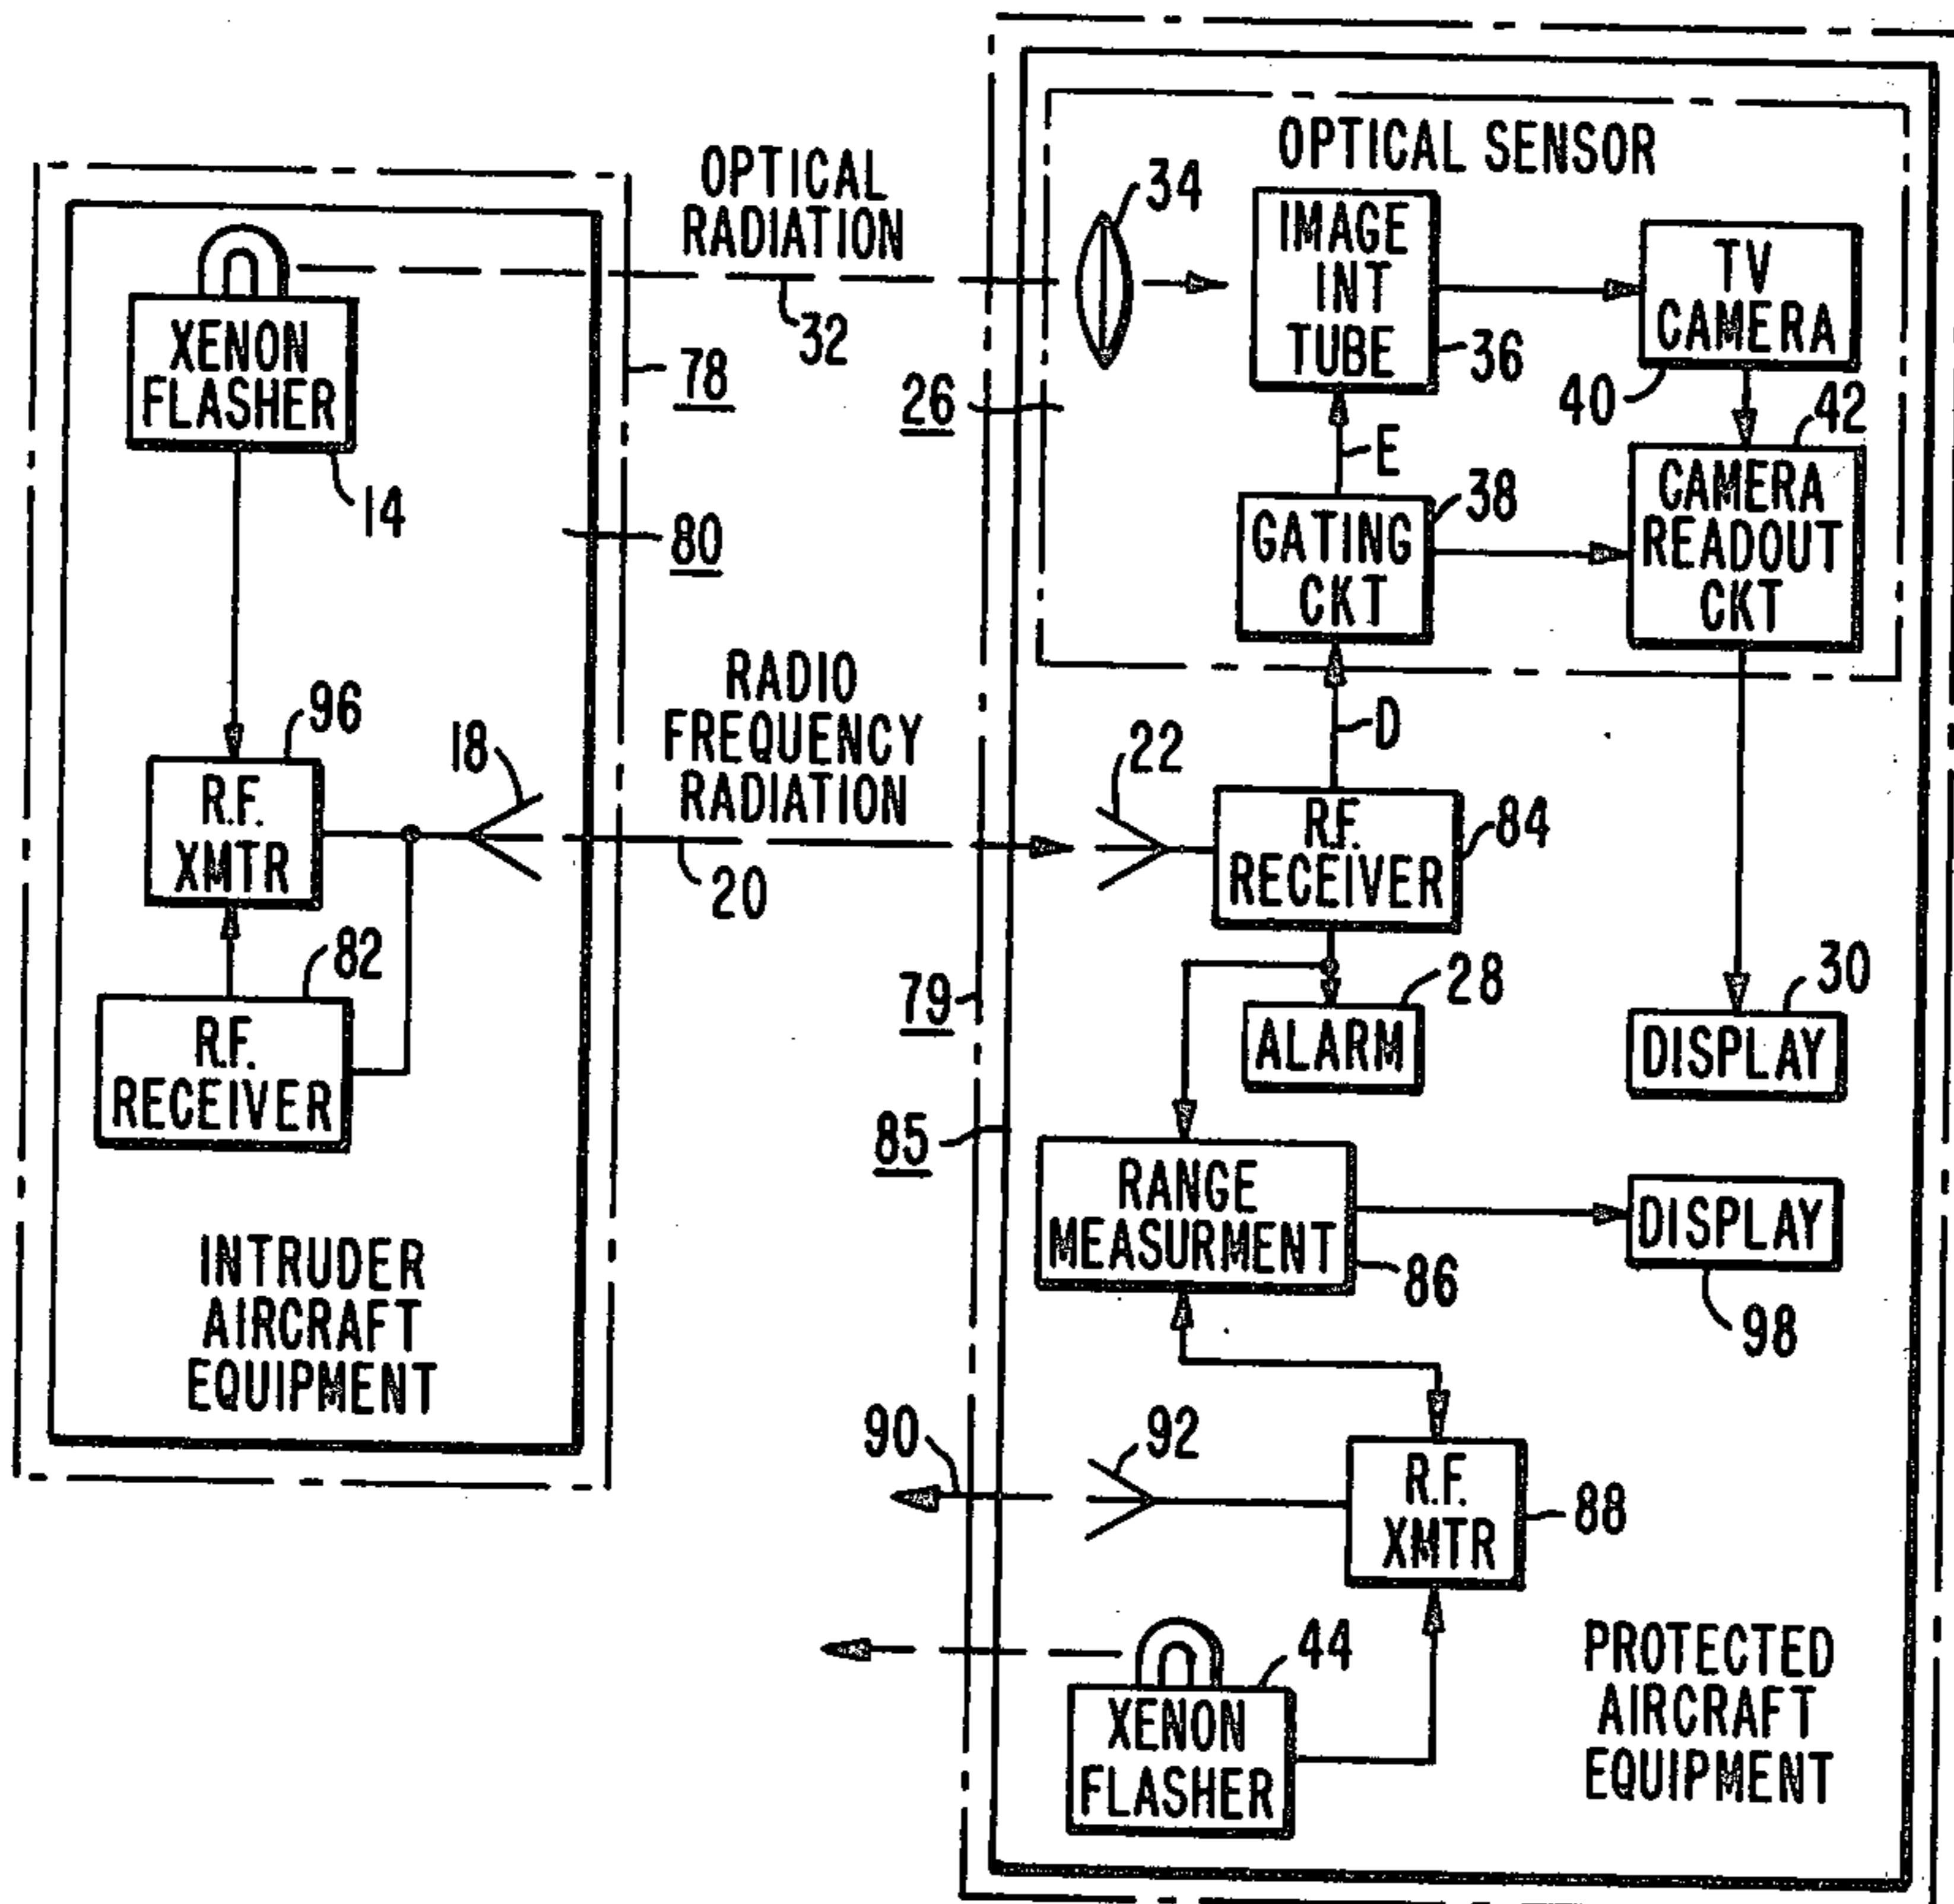 OPTICAL
RADIATION
32
XENON
FLASHER
14
78
80
96
R.F.
XMTR
18
RADIO
FREQUENCY
RADIATION
20
82
R.F.
RECEIVER
INTRUDER
AIRCRAFT
EQUIPMENT
OPTICAL SENSOR
34
IMAGE
INT
TUBE
36
TV
CAMERA
40
26
E
42
38
GATING
CKT
CAMERA
READOUT
CKT
D
22
R.F.
RECEIVER
84
79
28
ALARM
30
DISPLAY
85
RANGE
MEASURMENT
86
DISPLAY
98
90
92
R.F.
XMTR
88
44
XENON
FLASHER
PROTECTED
AIRCRAFT
EQUIPMENT